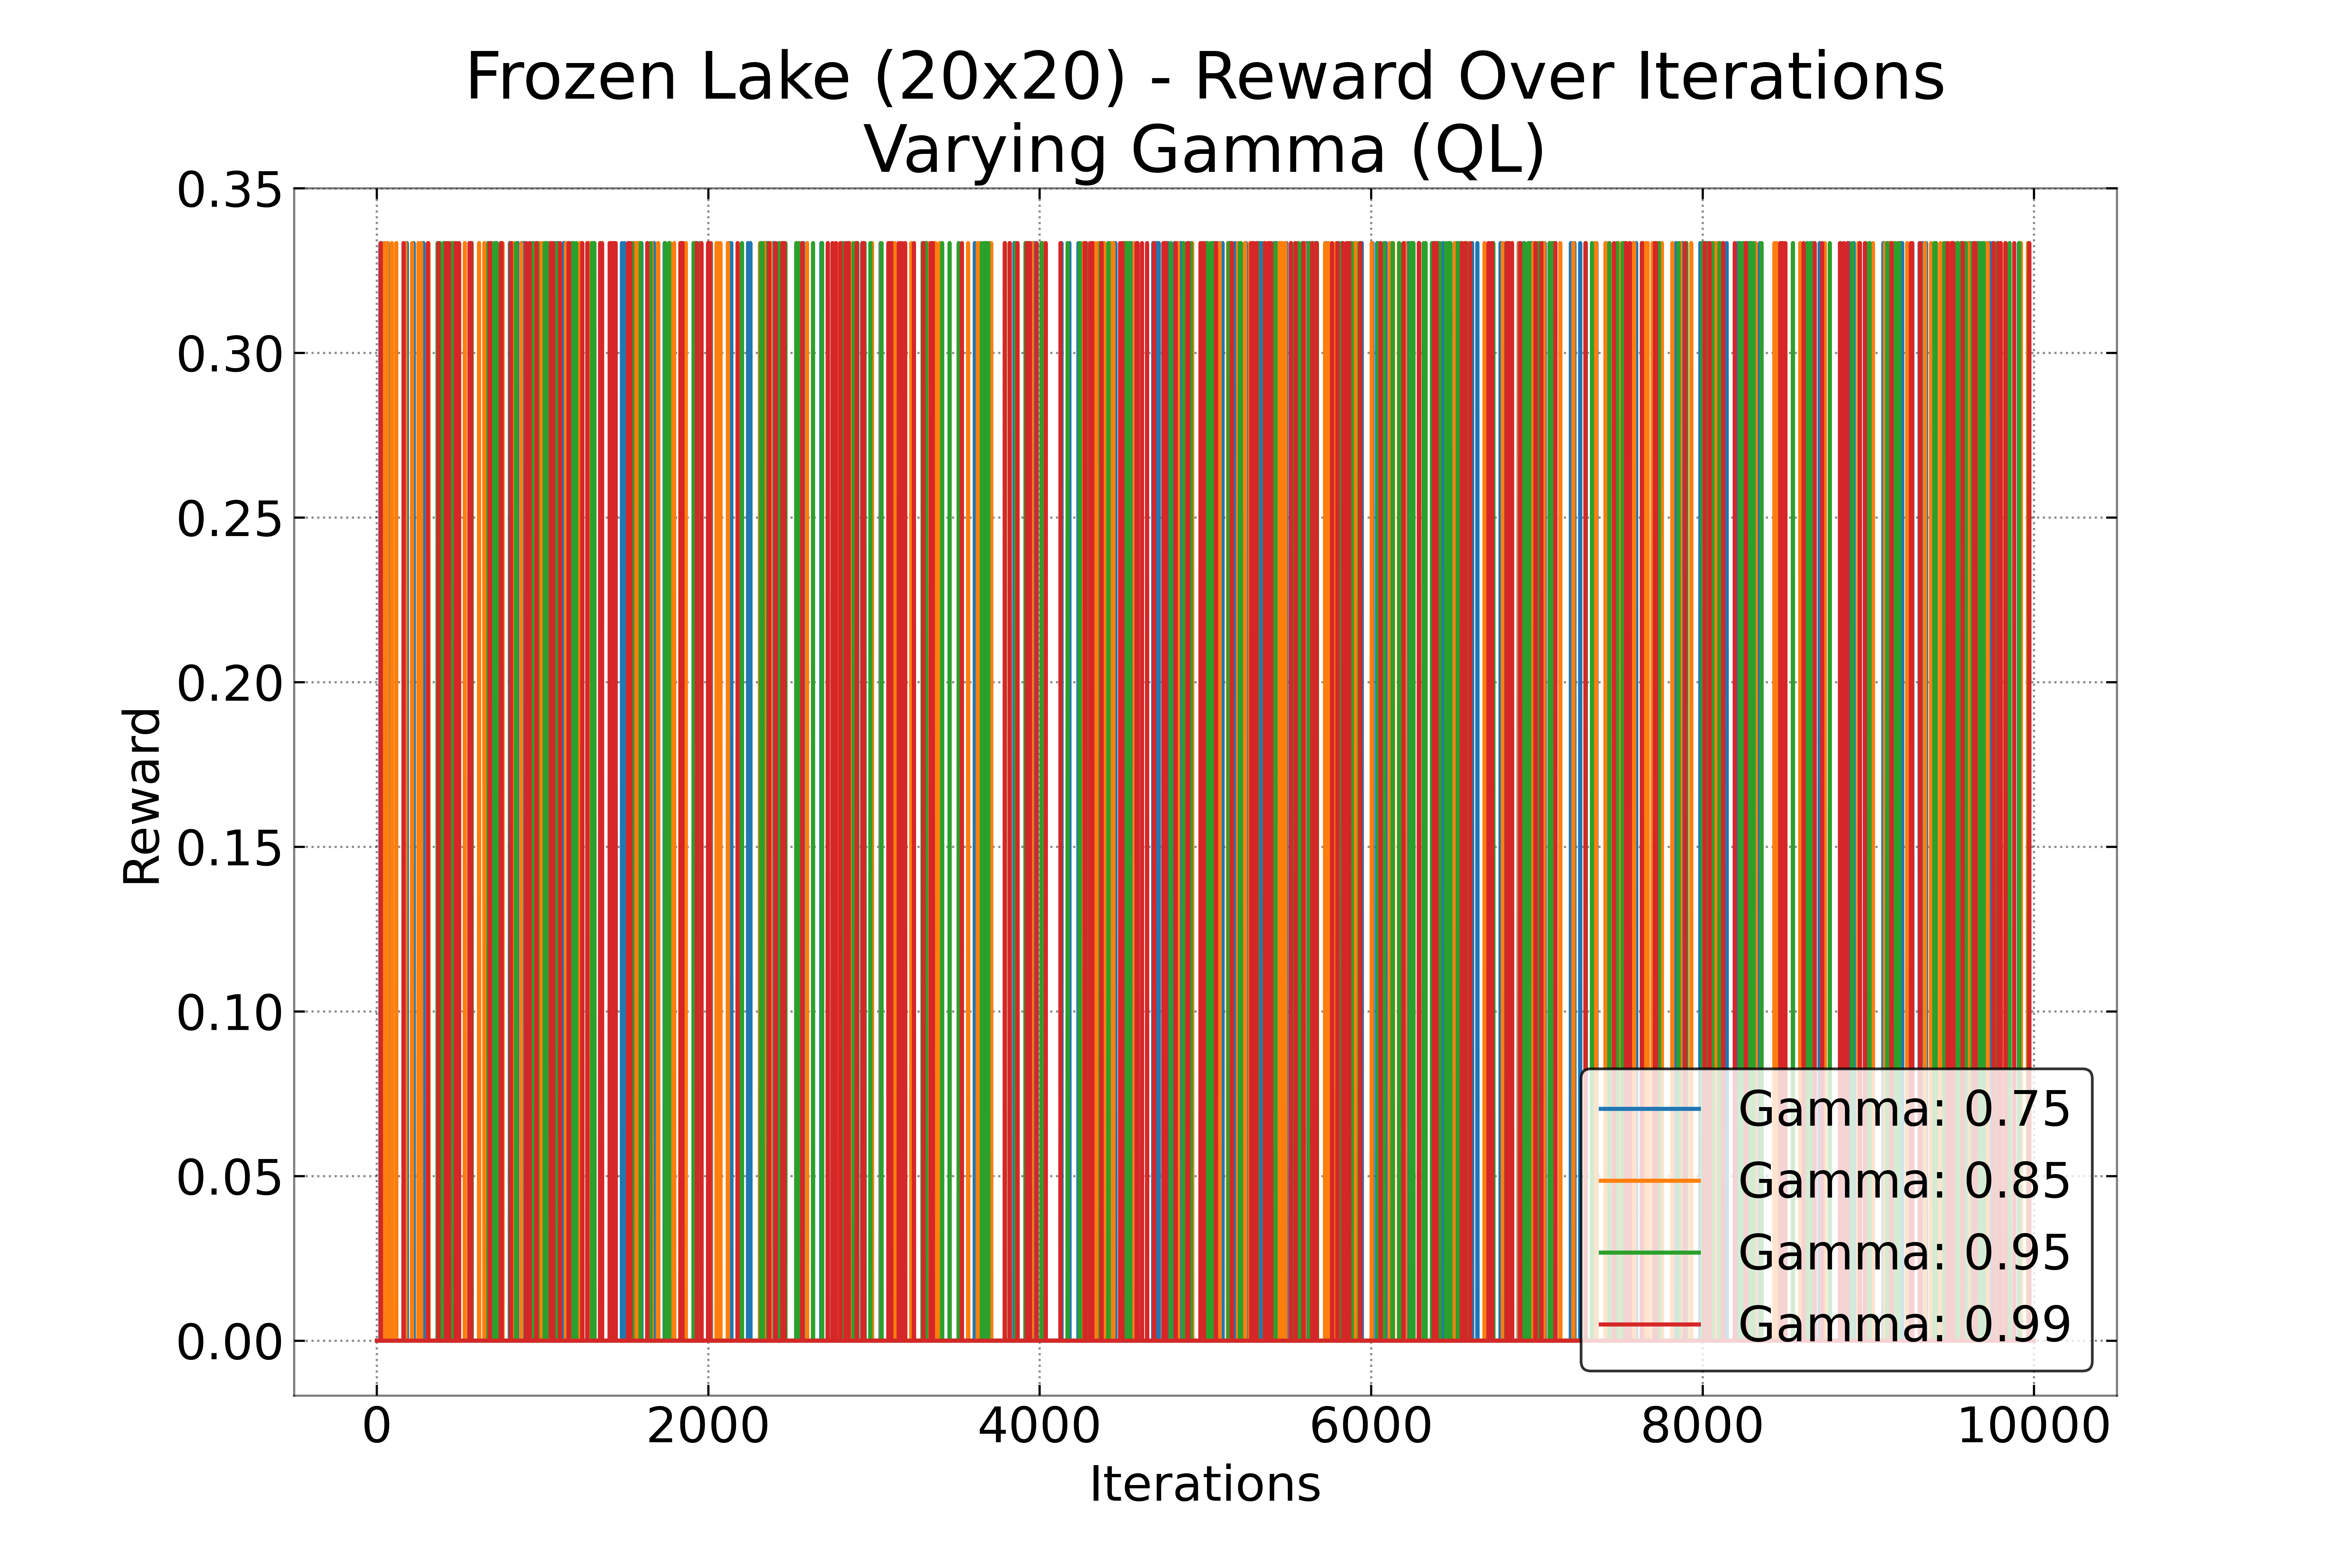 Frozen Lake (20x20) - Reward Over Iterations
Varying Gamma (QL)
0.35
0.30
0.25
0.20
0.15
0.10
0.05
0.00
Reward
Gamma: 0.75
Gamma: 0.85
Gamma: 0.95
Gamma: 0.99
0 2000 4000 6000 8000 10000
Iterations